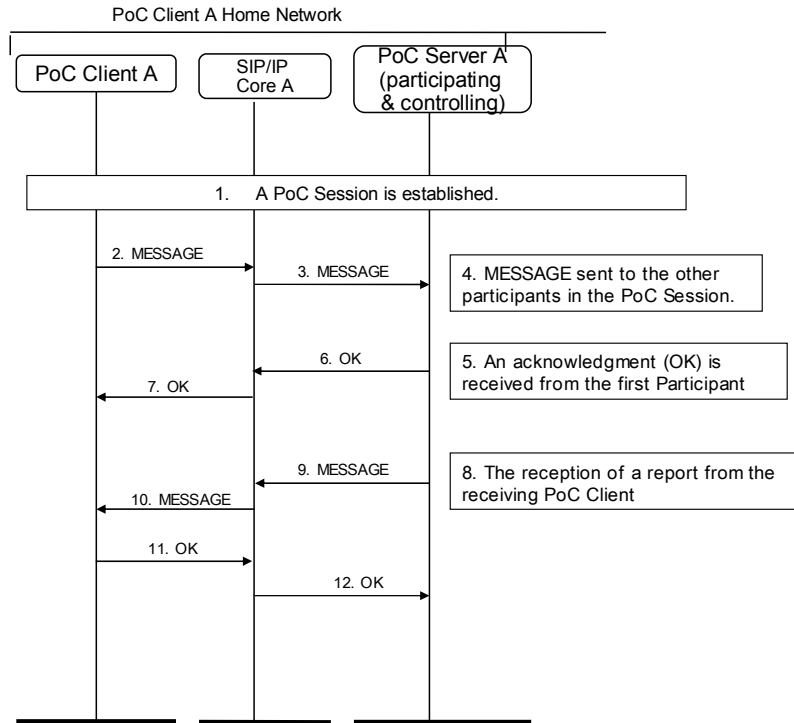 PoC Client A Home Network
PoC Client A
SIP/IP
Core A
PoC Server A
(participating
& controlling)
1. A PoC Session is established.
2. MESSAGE
3. MESSAGE
4. MESSAGE sent to the other
participants in the PoC Session.
6. OK
5. An acknowledgment (OK) is
received from the first Participant
7. OK
9. MESSAGE
8. The reception of a report from the
receiving PoC Client
10. MESSAGE
11. OK
12. OK